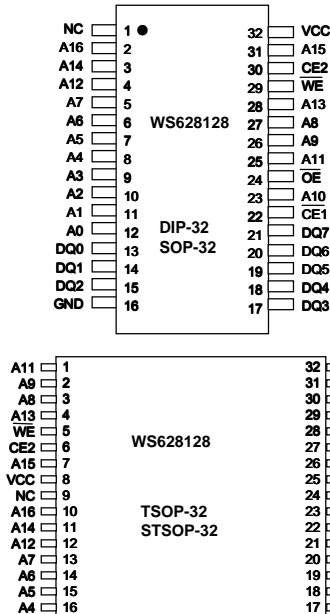 NC 1 32 VCC
A16 2 31 A15
A14 3 30 CE2
A12 4 29 WE
A7 5 28 A13
A6 6 WS628128 27 A8
A5 7 26 A9
A4 8 25 A11
A3 9 24 OE
A2 10 23 A10
A1 11 22 CE1
A0 12 DIP-32 21 DQ7
DQ0 13 SOP-32 20 DQ6
DQ1 14 19 DQ5
DQ2 15 18 DQ4
GND 16 17 DQ3
A11 1 32
A9 2 31
A8 3 30
A13 4 29
WE 5 28
CE2 6 WS628128 27
A15 7 26
VCC 8 25
NC 9 24
A16 10 TSOP-32 23
A14 11 STSOP-32 22
A12 12 21
A7 13 20
A6 14 19
A5 15 18
A4 16 17